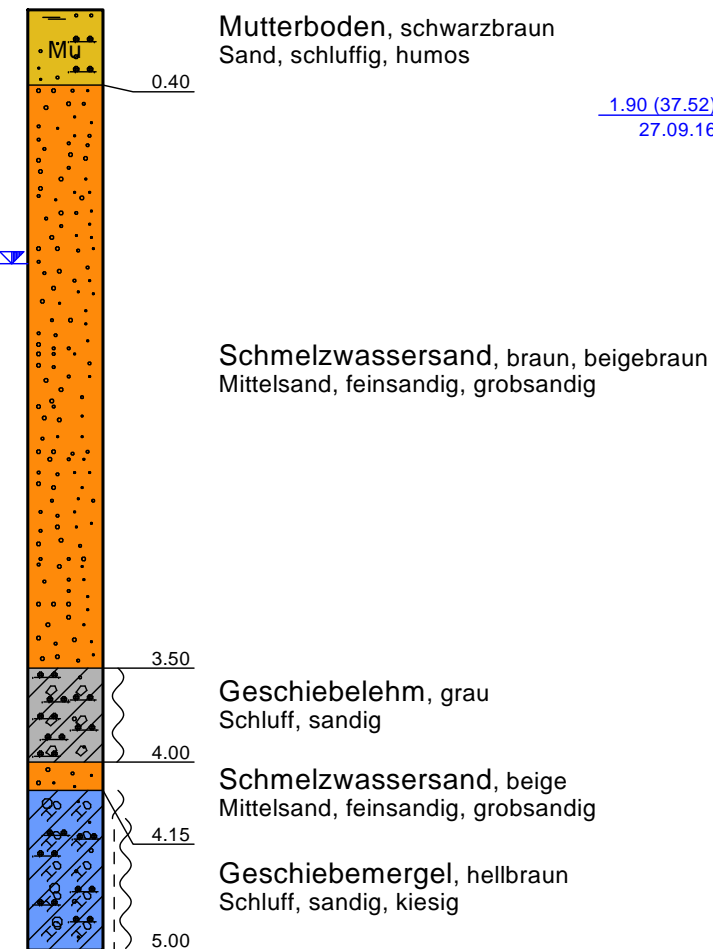 Mutterboden, schwarzbraun
Sand, schluffig, humos
Mu
0.40
1.90 (37.52)
27.09.16
Schmelzwassersand, braun, beigebraun
Mittelsand, feinsandig, grobsandig
3.50
Geschiebelehm, grau
Schluff, sandig
4.00
Schmelzwassersand, beige
Mittelsand, feinsandig, grobsandig
4.15
Geschiebemergel, hellbraun
Schluff, sandig, kiesig
5.00